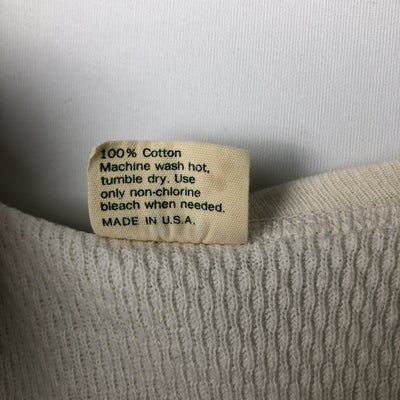 100% Cotton
Machine wash hot,
tumble dry. Use
only non-chlorine
bleach when needed.
MADE IN U.S.A.